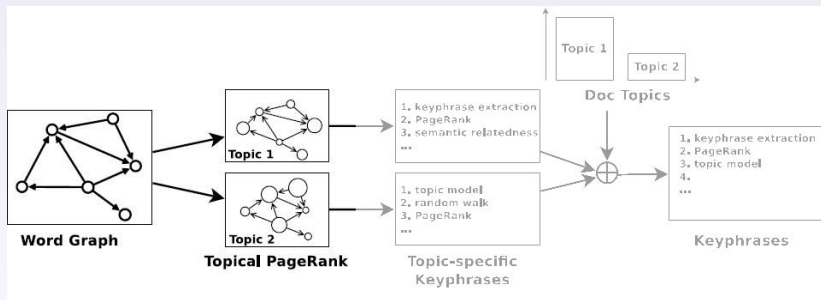 Word Graph
Topic 1
Topic 2
Topical PageRank
1. keyphrase extraction
2. PageRank
3. semantic relatedness
...
1. topic model
2. random walk
3. PageRank
...
Topic-specific
Keyphrases
Topic 1
Topic 2
Doc Topics
1. keyphrase extraction
2. PageRank
3. topic model
4.
...
Keyphrases